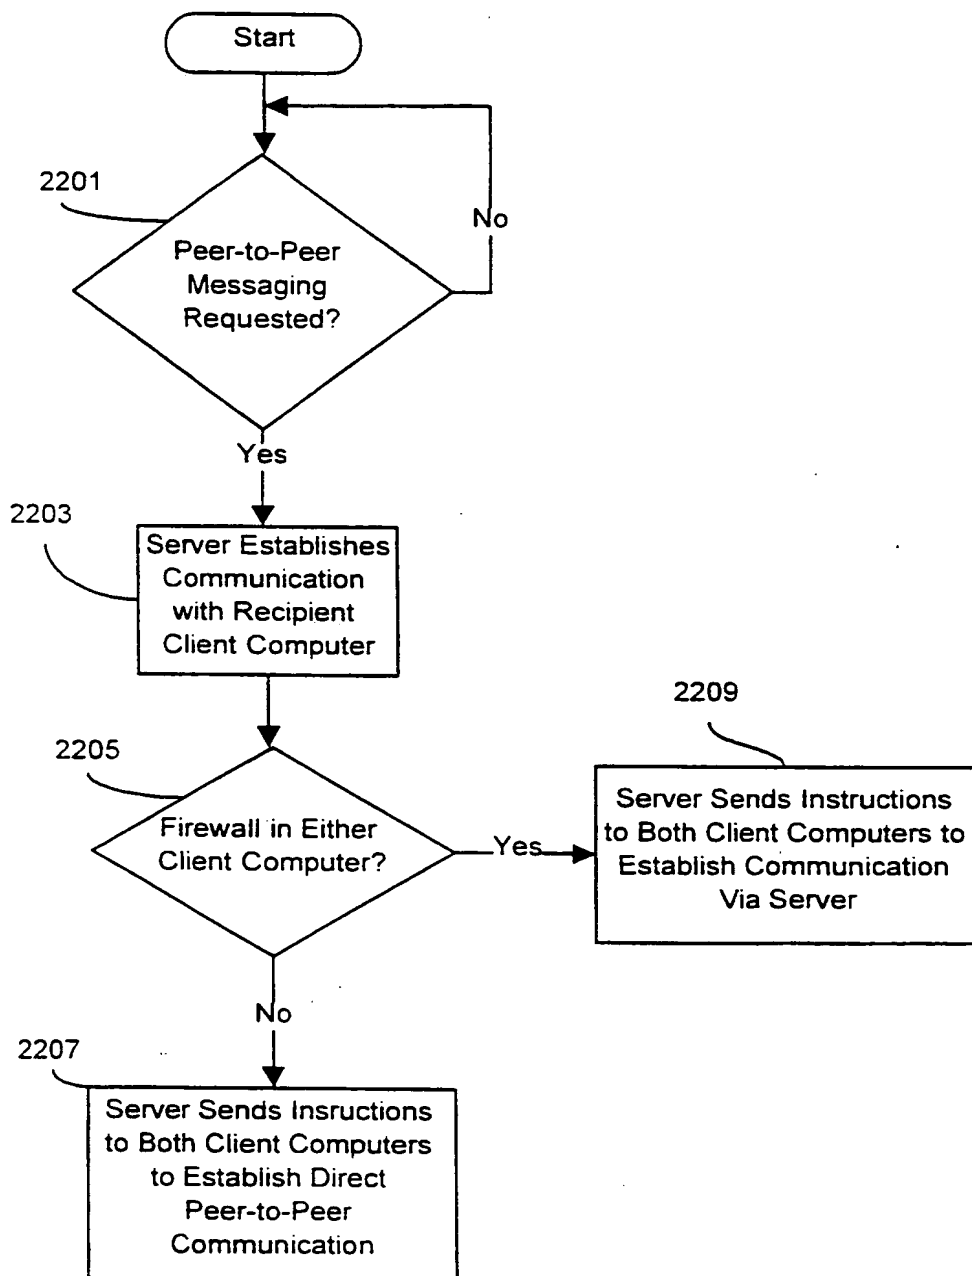 Start
2201
No
Peer-to-Peer
Messaging
Requested?
Yes
2203
Server Establishes
Communication
with Recipient
Client Computer
2209
2205
Server Sends Instructions
to Both Client Computers to
Establish Communication
Via Server
Firewall in Either
Client Computer?
Yes
No
2207
Server Sends Insructions
to Both Client Computers
to Establish Direct
Peer-to-Peer
Communication